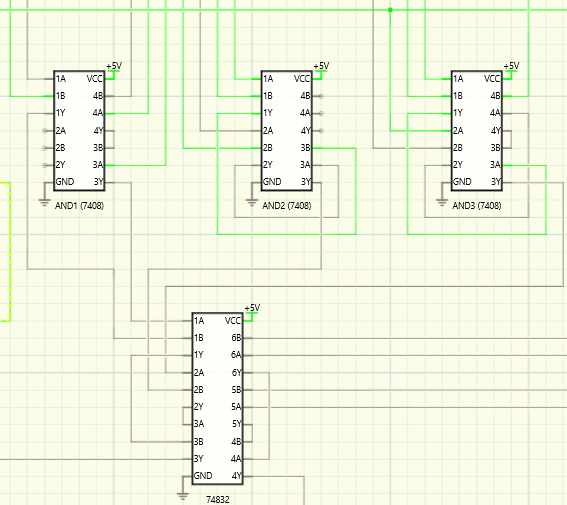 +5V
+5V
+5V
1A VCC
1B 4B
1Y 4A
2A 4Y
2B 3B
2Y 3A
GND 3Y
AND1 (7408)
1A VCC
1B 4B
1Y 4A
2A 4Y
2B 3B
2Y 3A
GND 3Y
AND2 (7408)
1A VCC
1B 4B
1Y 4A
2A 4Y
2B 3B
2Y 3A
GND 3Y
AND3 (7408)
+5V
1A VCC
1B 6B
1Y 6A
2A 6Y
2B 5B
2Y 5A
3A 5Y
3B 4B
3Y 4A
GND 4Y
74832